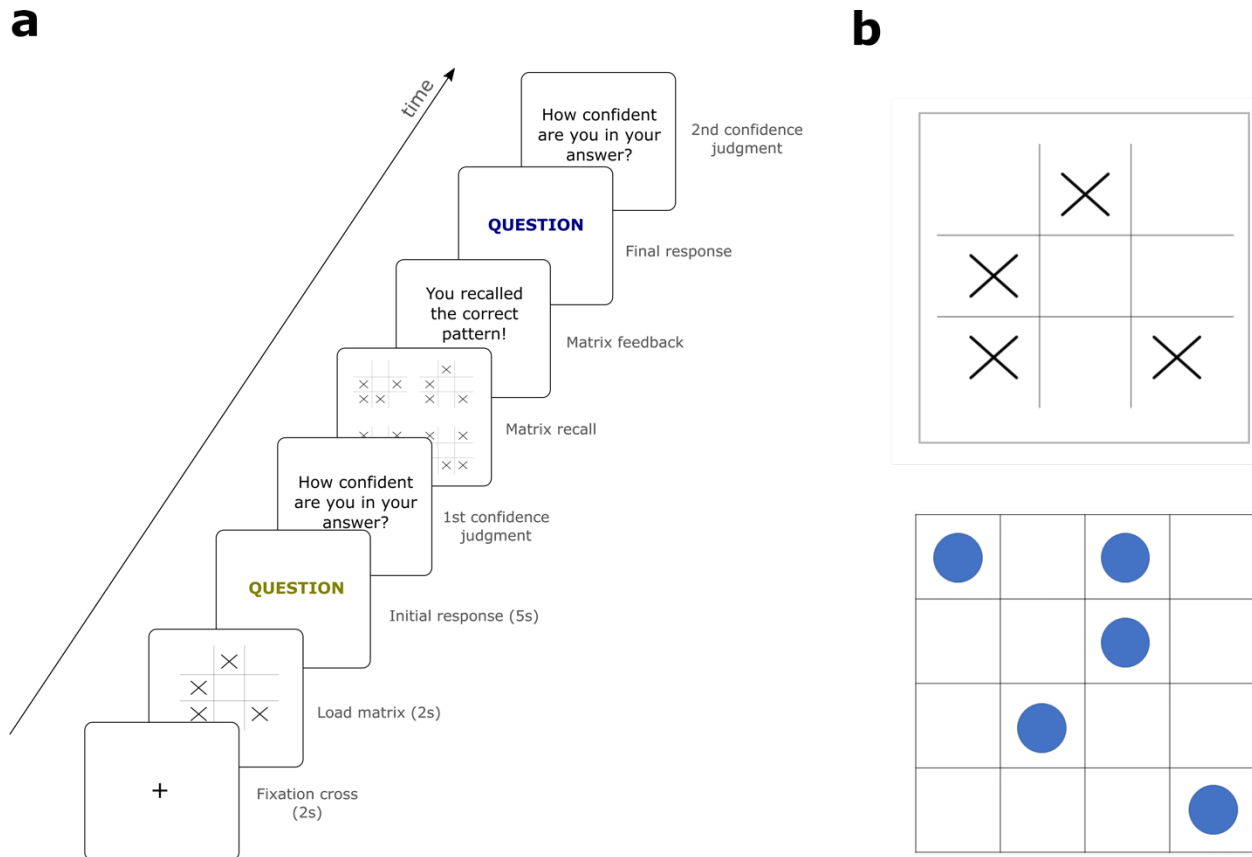 a
b
time
How confident
are you in your
answer?
2nd confidence
judgment
QUESTION
Final response
You recalled
the correct
pattern!
Matrix feedback
Matrix recall
How confident
are you in your
answer?
1st confidence
judgment
QUESTION
Initial response (5s)
Load matrix (2s)
Fixation cross
(2s)